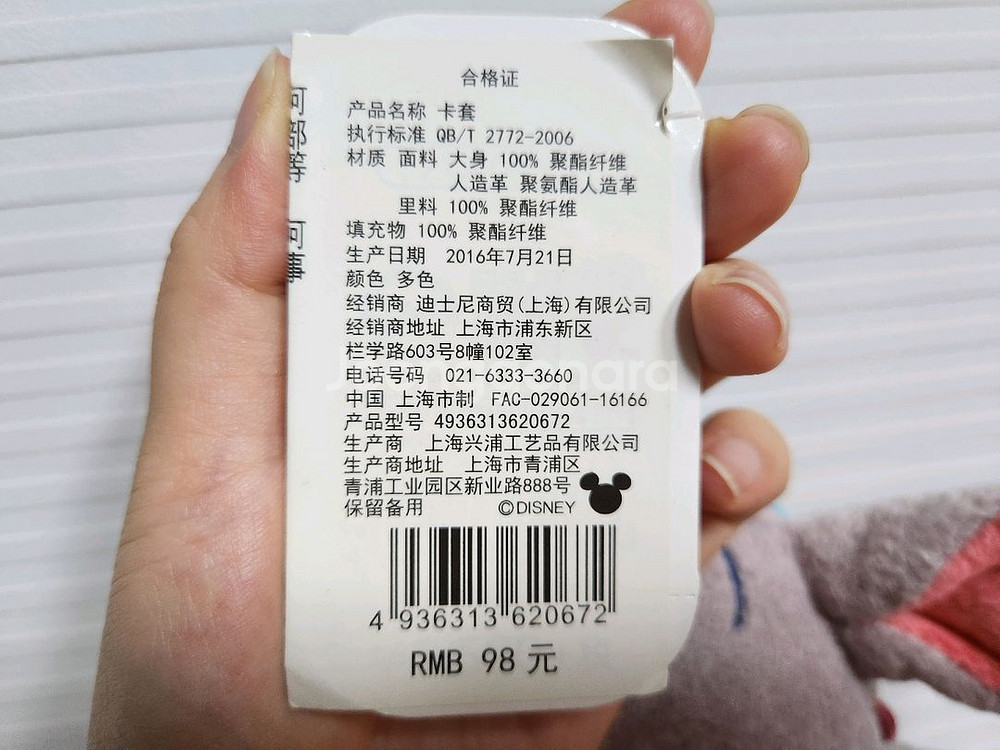 合格证
产品名称 卡套
执行标准 QB/T 2772-2006
材质 面料 大身 100% 聚酯纤维
人造革 聚氨酯人造革
里料 100% 聚酯纤维
填充物 100% 聚酯纤维
生产日期 2016年7月21日
颜色 多色
经销商 迪士尼商贸(上海)有限公司
经销商地址 上海市浦东新区
栏学路603号8幢102室
电话号码 021-6333-3660
中国 上海市制 FAC-029061-16166
产品型号 4936313620672
生产商 上海兴浦工艺品有限公司
生产商地址 上海市青浦区
青浦工业园区新业路888号
保留备用 ©DISNEY
4 936313 620672
RMB 98 元
部等
事